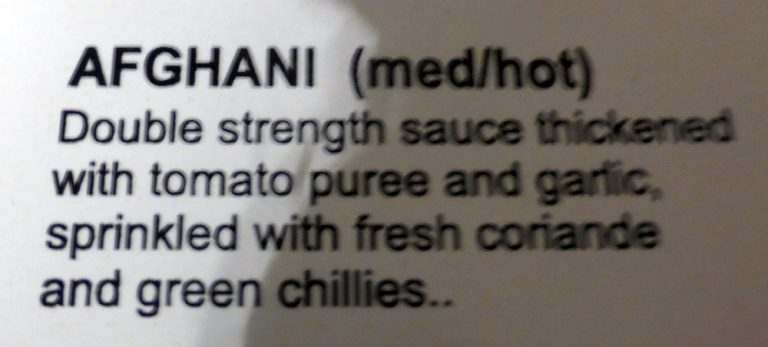 AFGHANI (med/hot)
Double strength sauce thickened
with tomato puree and garlic,
sprinkled with fresh coriande
and green chillies..